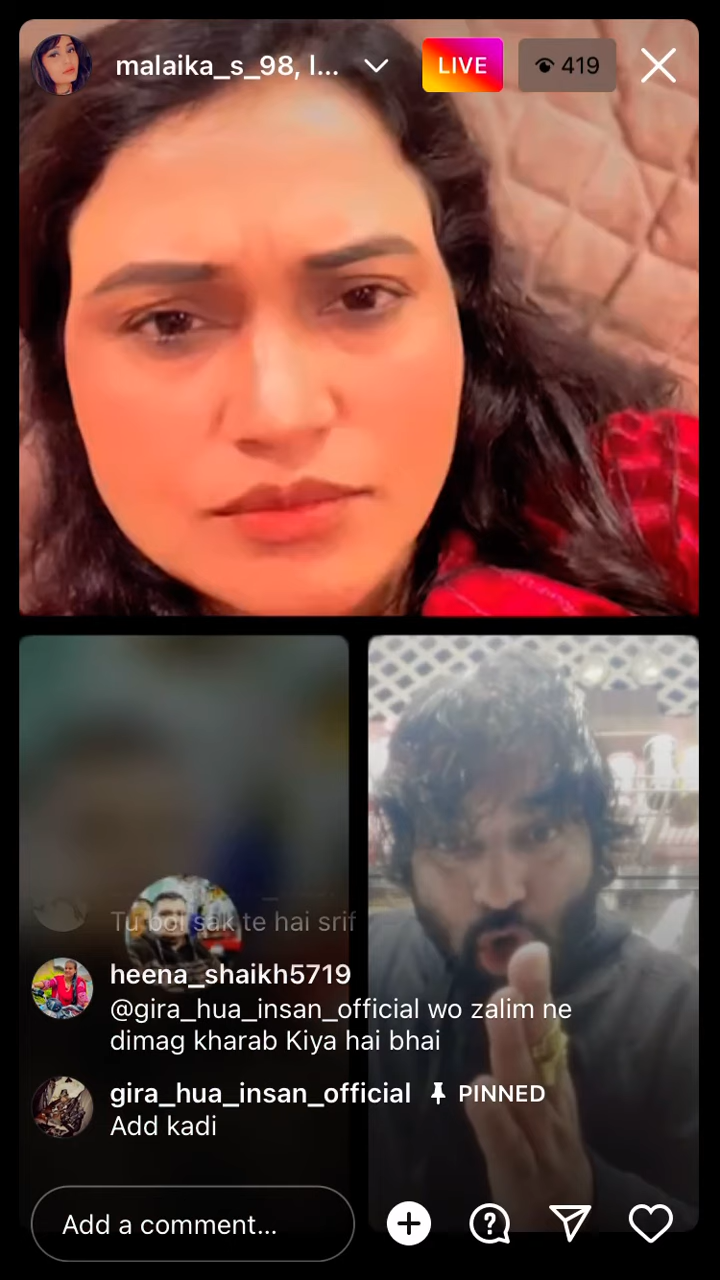 malaika_s_98, l...
LIVE
419
Tu bol sak te hai srif
heena_shaikh5719
@gira_hua_insan_official wo zalim ne
dimag kharab Kiya hai bhai
gira_hua_insan_official PINNED
Add kadi
Add a comment...